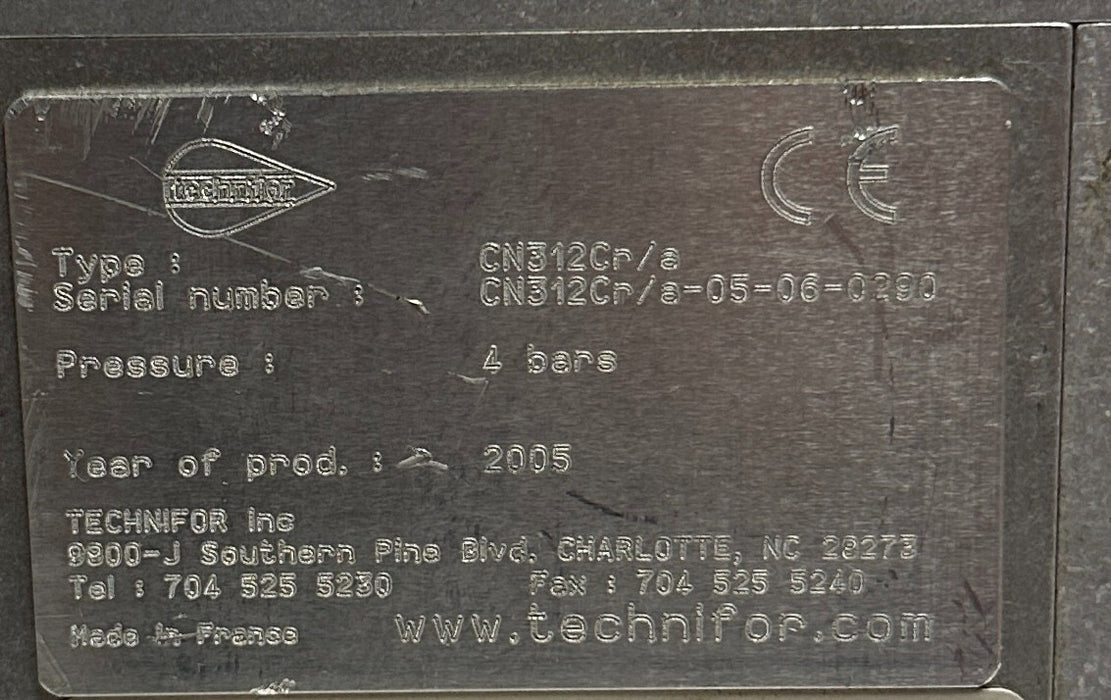 technifor CE
Type : CN312Cr/a
Serial number : CN312Cr/a-05-06-0290
Pressure : 4 bars
Year of prod. : 2005
TECHNIFOR Inc
9800-J Southern Pine Blvd. CHARLOTTE, NC 28273
Tel : 704 525 5230 Fax : 704 525 5240
Made in France www.technifor.com